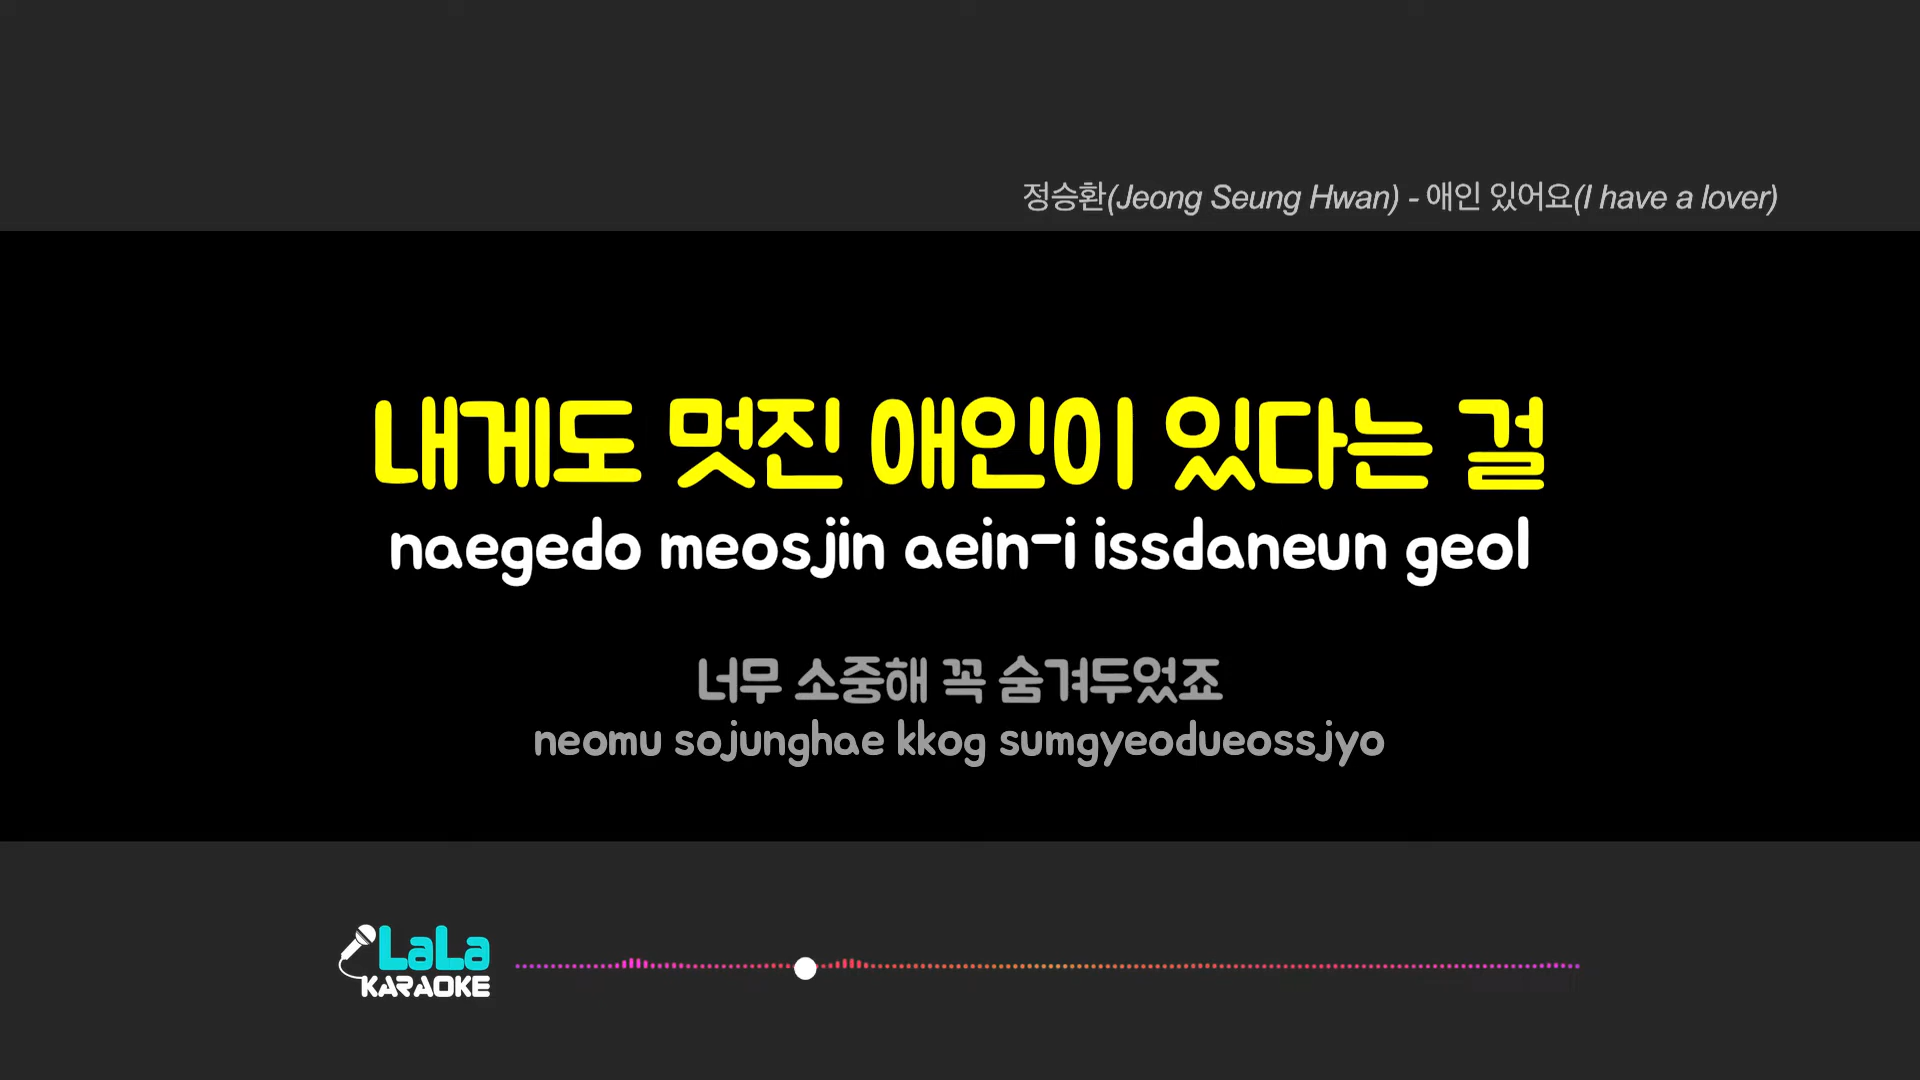 정승환(Jeong Seung Hwan) - 애인 있어요(I have a lover)
내게도 멋진 애인이 있다는 걸
naegedo meosjin aein-i issdaneun geol
너무 소중해 꼭 숨겨두었죠
neomu sojunghae kkog sumgyeodueossjyo
LaLa
KARAOKE